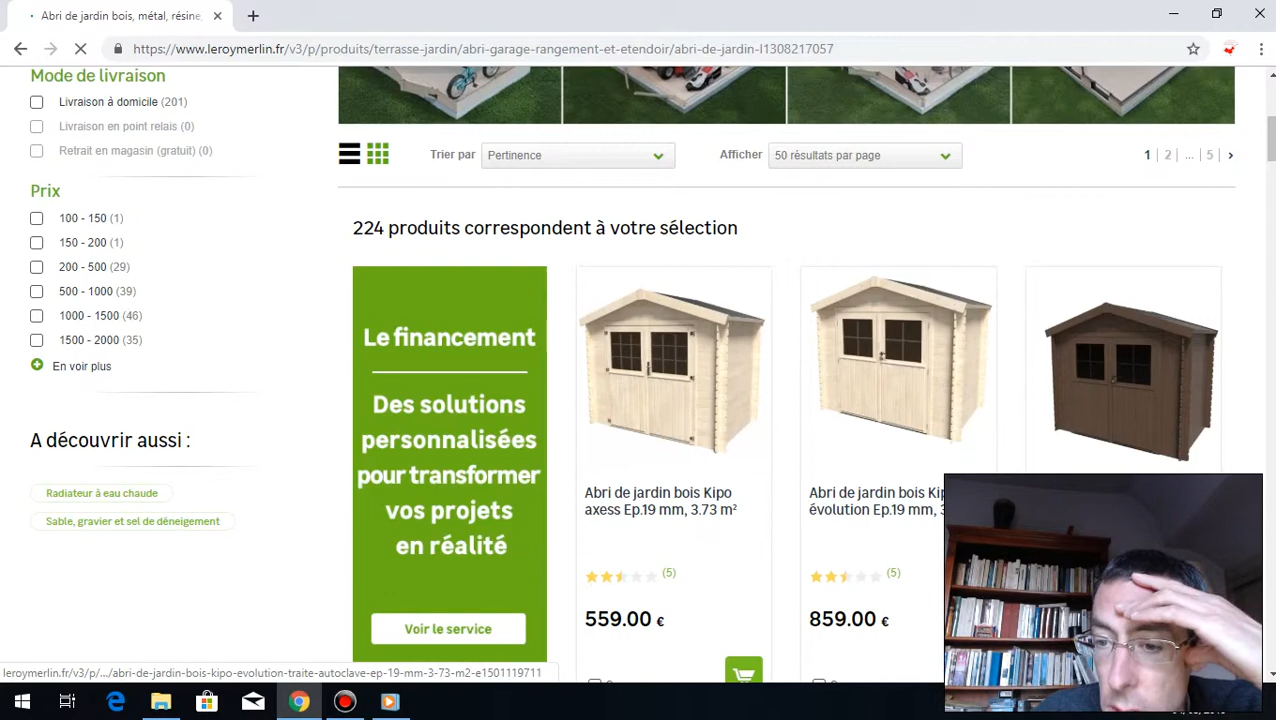 Abri de jardin bois, métal, résine,
https://www.leroymerlin.fr/v3/p/produits/terrasse-jardin/abri-garage-rangement-et-etendoir/abri-de-jardin-l1308217057
Mode de livraison
Livraison à domicile (201)
Livraison en point relais (0)
Retrait en magasin (gratuit) (0)
Prix
100 - 150 (1)
150 - 200 (1)
200 - 500 (29)
500 - 1000 (39)
1000 - 1500 (46)
1500 - 2000 (35)
En voir plus
A découvrir aussi :
Radiateur à eau chaude
Sable, gravier et sel de déneigement
Trier par
Pertinence
Afficher
50 résultats par page
1 2 ... 5
224 produits correspondent à votre sélection
Le financement
Des solutions
personnalisées
pour transformer
vos projets
en réalité
Voir le service
Abri de jardin bois Kipo
axess Ep.19 mm, 3.73 m²
(5)
559.00 €
Abri de jardin bois
évolution Ep.19 mm,
(5)
859.00 €
leroymerlin.fr/v3/p/.../abri-de-jardin-bois-kipo-evolution-traite-autoclave-ep-19-mm-3-73-m2-e1501119711